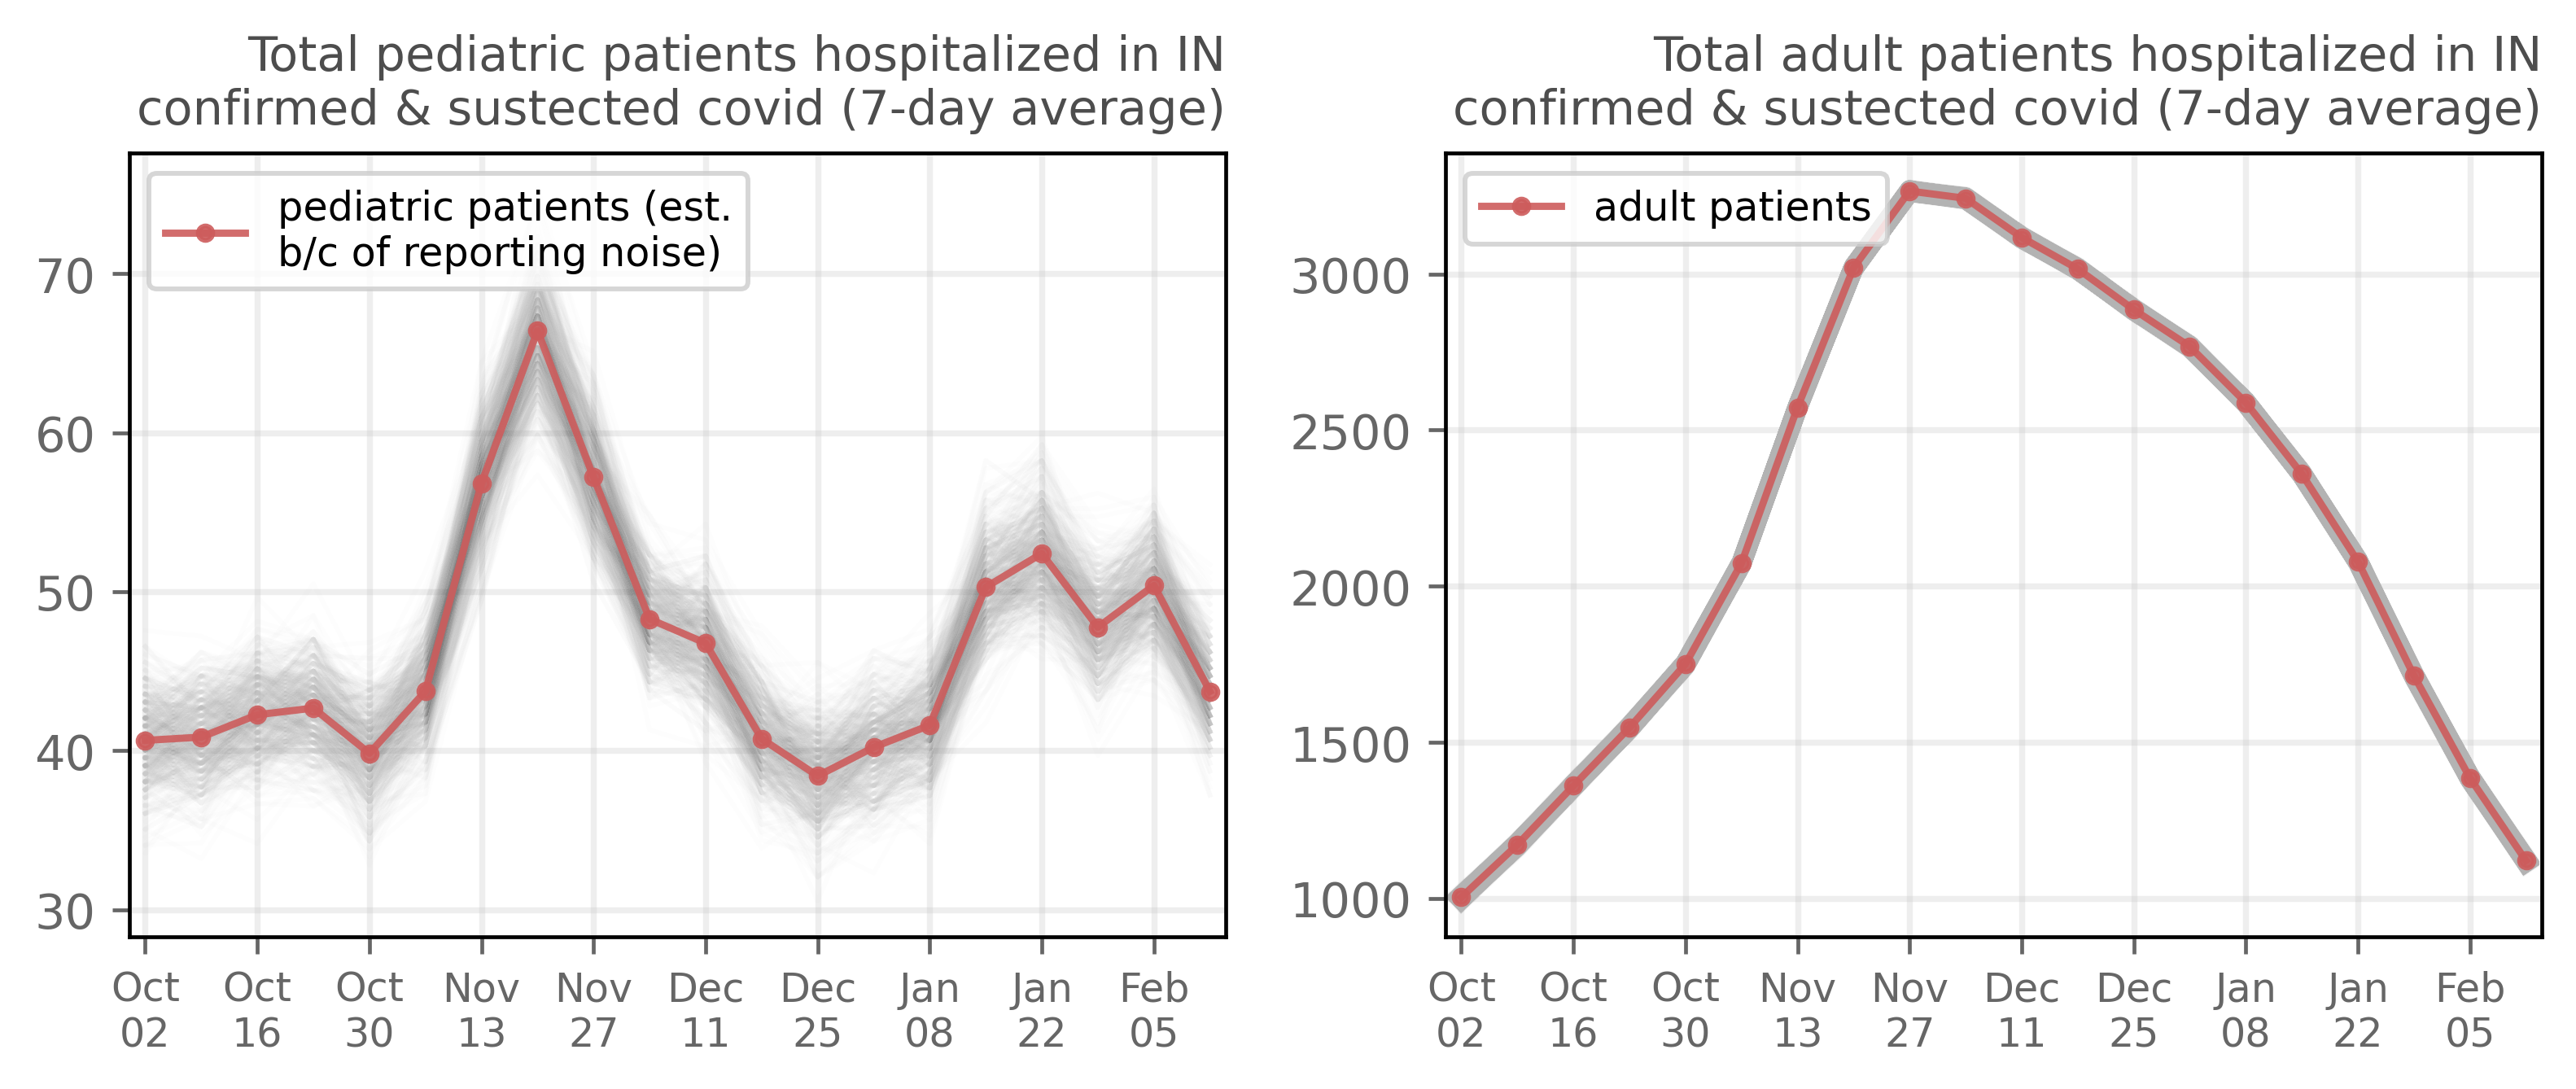 Total pediatric patients hospitalized in IN
confirmed & sustected covid (7-day average)
pediatric patients (est.
b/c of reporting noise)
70
60
50
40
30
Oct Oct Oct Nov Nov Dec Dec Jan Jan Feb
02 16 30 13 27 11 25 08 22 05
Total adult patients hospitalized in IN
confirmed & sustected covid (7-day average)
adult patients
3000
2500
2000
1500
1000
Oct Oct Oct Nov Nov Dec Dec Jan Jan Feb
02 16 30 13 27 11 25 08 22 05